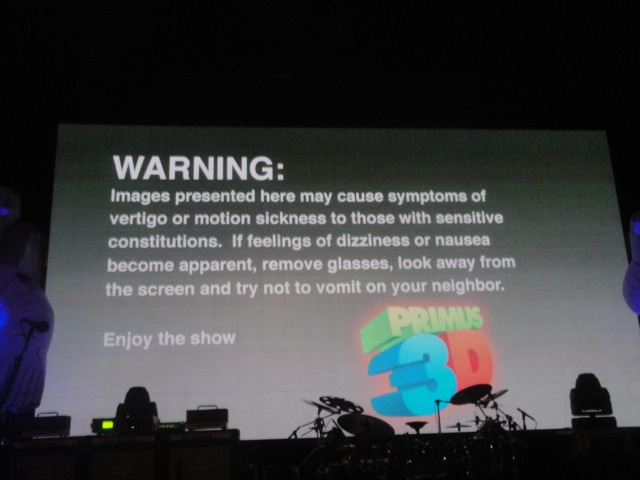 WARNING:
Images presented here may cause symptoms of
vertigo or motion sickness to those with sensitive
constitutions. If feelings of dizziness or nausea
become apparent, remove glasses, look away from
the screen and try not to vomit on your neighbor.
Enjoy the show
PRIMUS
3D